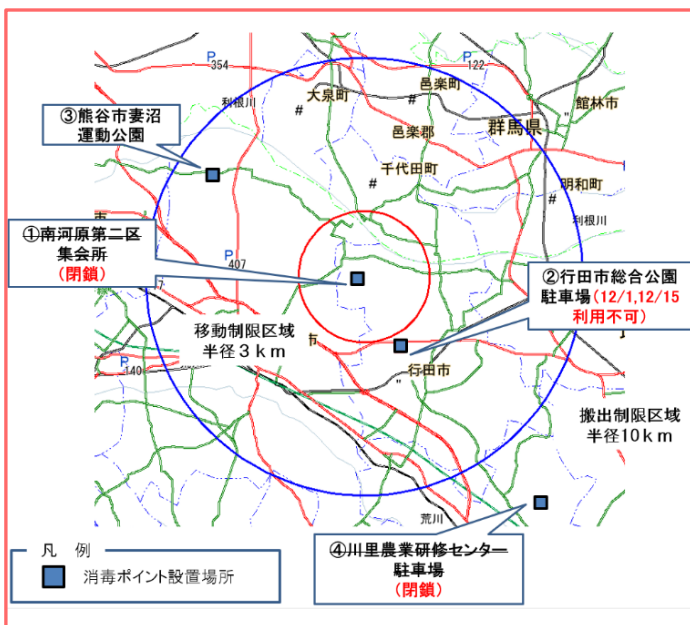 P
354
122
③熊谷市妻沼
運動公園
利根川
大泉町
邑楽町
館林市
邑楽郡
群馬県
千代田町
明和町
利根川
①南河原第二区
集会所
(閉鎖)
P
407
②行田市総合公園
駐車場(12/1,12/15
利用不可)
移動制限区域
半径3km
市
P
140
行田市
搬出制限区域
半径10km
荒川
④川里農業研修センター
駐車場
(閉鎖)
凡 例
消毒ポイント設置場所